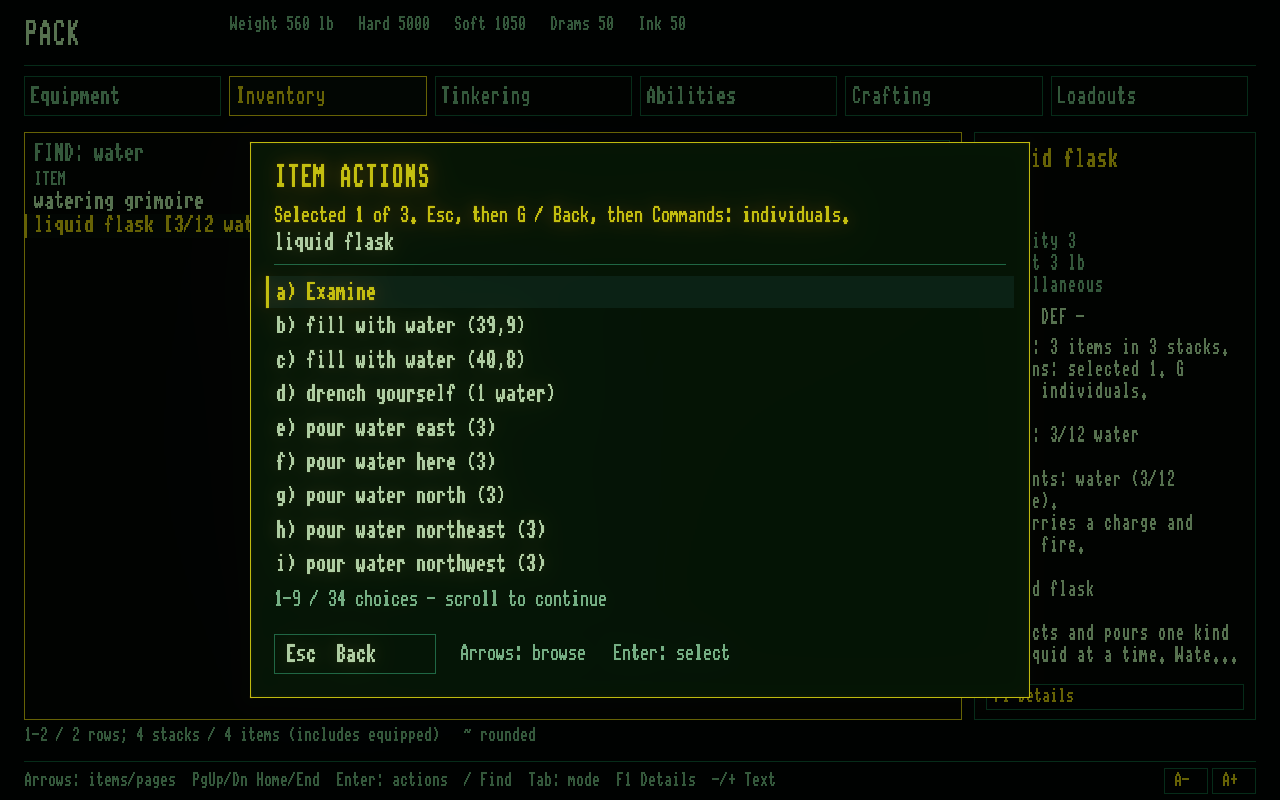 PACK
Weight 560 lb Hard 5000 Soft 1050 Drams 50 Ink 50
Equipment Inventory Tinkering Abilities Crafting Loadouts
FIND: water
ITEM
watering grimoire
liquid flask [3/12 wat
ITEM ACTIONS
Selected 1 of 3. Esc, then G / Back, then Commands: individuals.
liquid flask
a) Examine
b) fill with water (39,9)
c) fill with water (40,8)
d) drench yourself (1 water)
e) pour water east (3)
f) pour water here (3)
g) pour water north (3)
h) pour water northeast (3)
i) pour water northwest (3)
1-9 / 34 choices - scroll to continue
Esc Back Arrows: browse Enter: select
id flask
ity 3
t 3 lb
llaneous
DEF -
: 3 items in 3 stacks.
ns: selected 1. G
individuals.
: 3/12 water
nts: water (3/12
e).
rries a charge and
fire.
d flask
cts and pours one kind
quid at a time. Wate...
F1 Details
1-2 / 2 rows; 4 stacks / 4 items (includes equipped) ~ rounded
Arrows: items/pages PgUp/Dn Home/End Enter: actions / Find Tab: mode F1 Details -/+ Text
A- A+